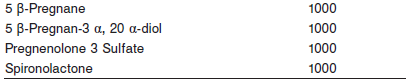 5 β-Pregnane 1000
5 β-Pregnan-3 α, 20 α-diol 1000
Pregnenolone 3 Sulfate 1000
Spironolactone 1000